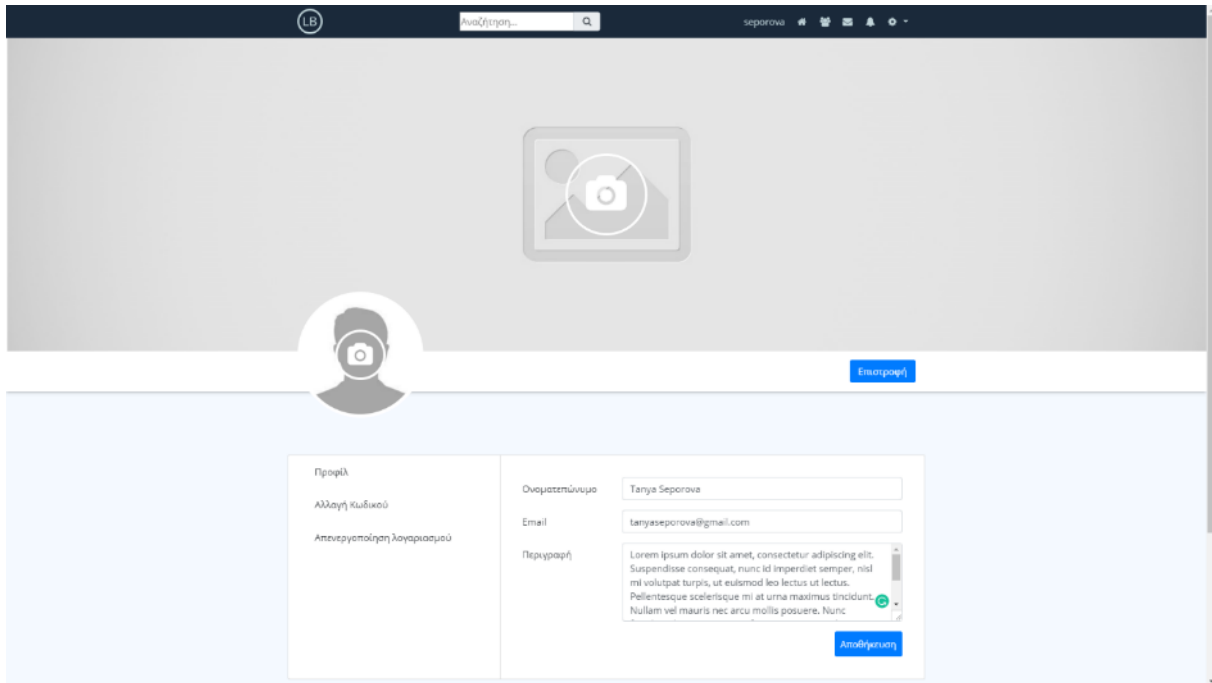 LB
Αναζήτηση...
seporova
Επιστροφή
Προφίλ
Αλλαγή Κωδικού
Απενεργοποίηση λογαριασμού
Ονοματεπώνυμο
Tanya Seporova
Email
tanyaseporova@gmail.com
Περιγραφή
Lorem ipsum dolor sit amet, consectetur adipiscing elit.
Suspendisse consequat, nunc id imperdiet semper, nisl
mi volutpat turpis, ut euismod leo lectus ut lectus.
Pellentesque scelerisque mi at urna maximus tincidunt.
Nullam vel mauris nec arcu mollis posuere. Nunc
Αποθήκευση